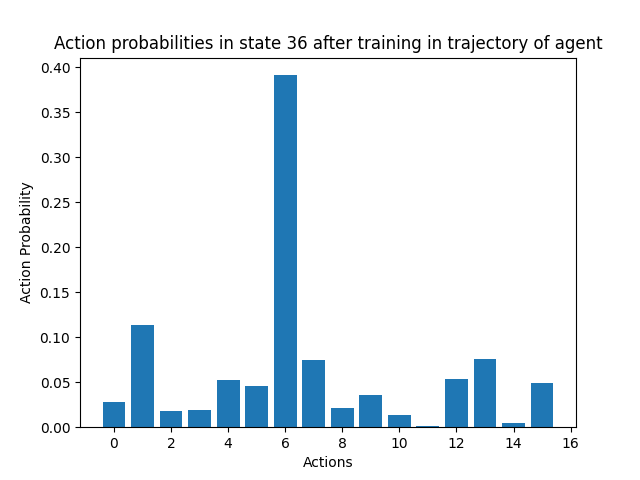 Action probabilities in state 36 after training in trajectory of agent
0.40
0.35
0.30
0.25
0.20
0.15
0.10
0.05
0.00
Action Probability
0 2 4 6 8 10 12 14 16
Actions